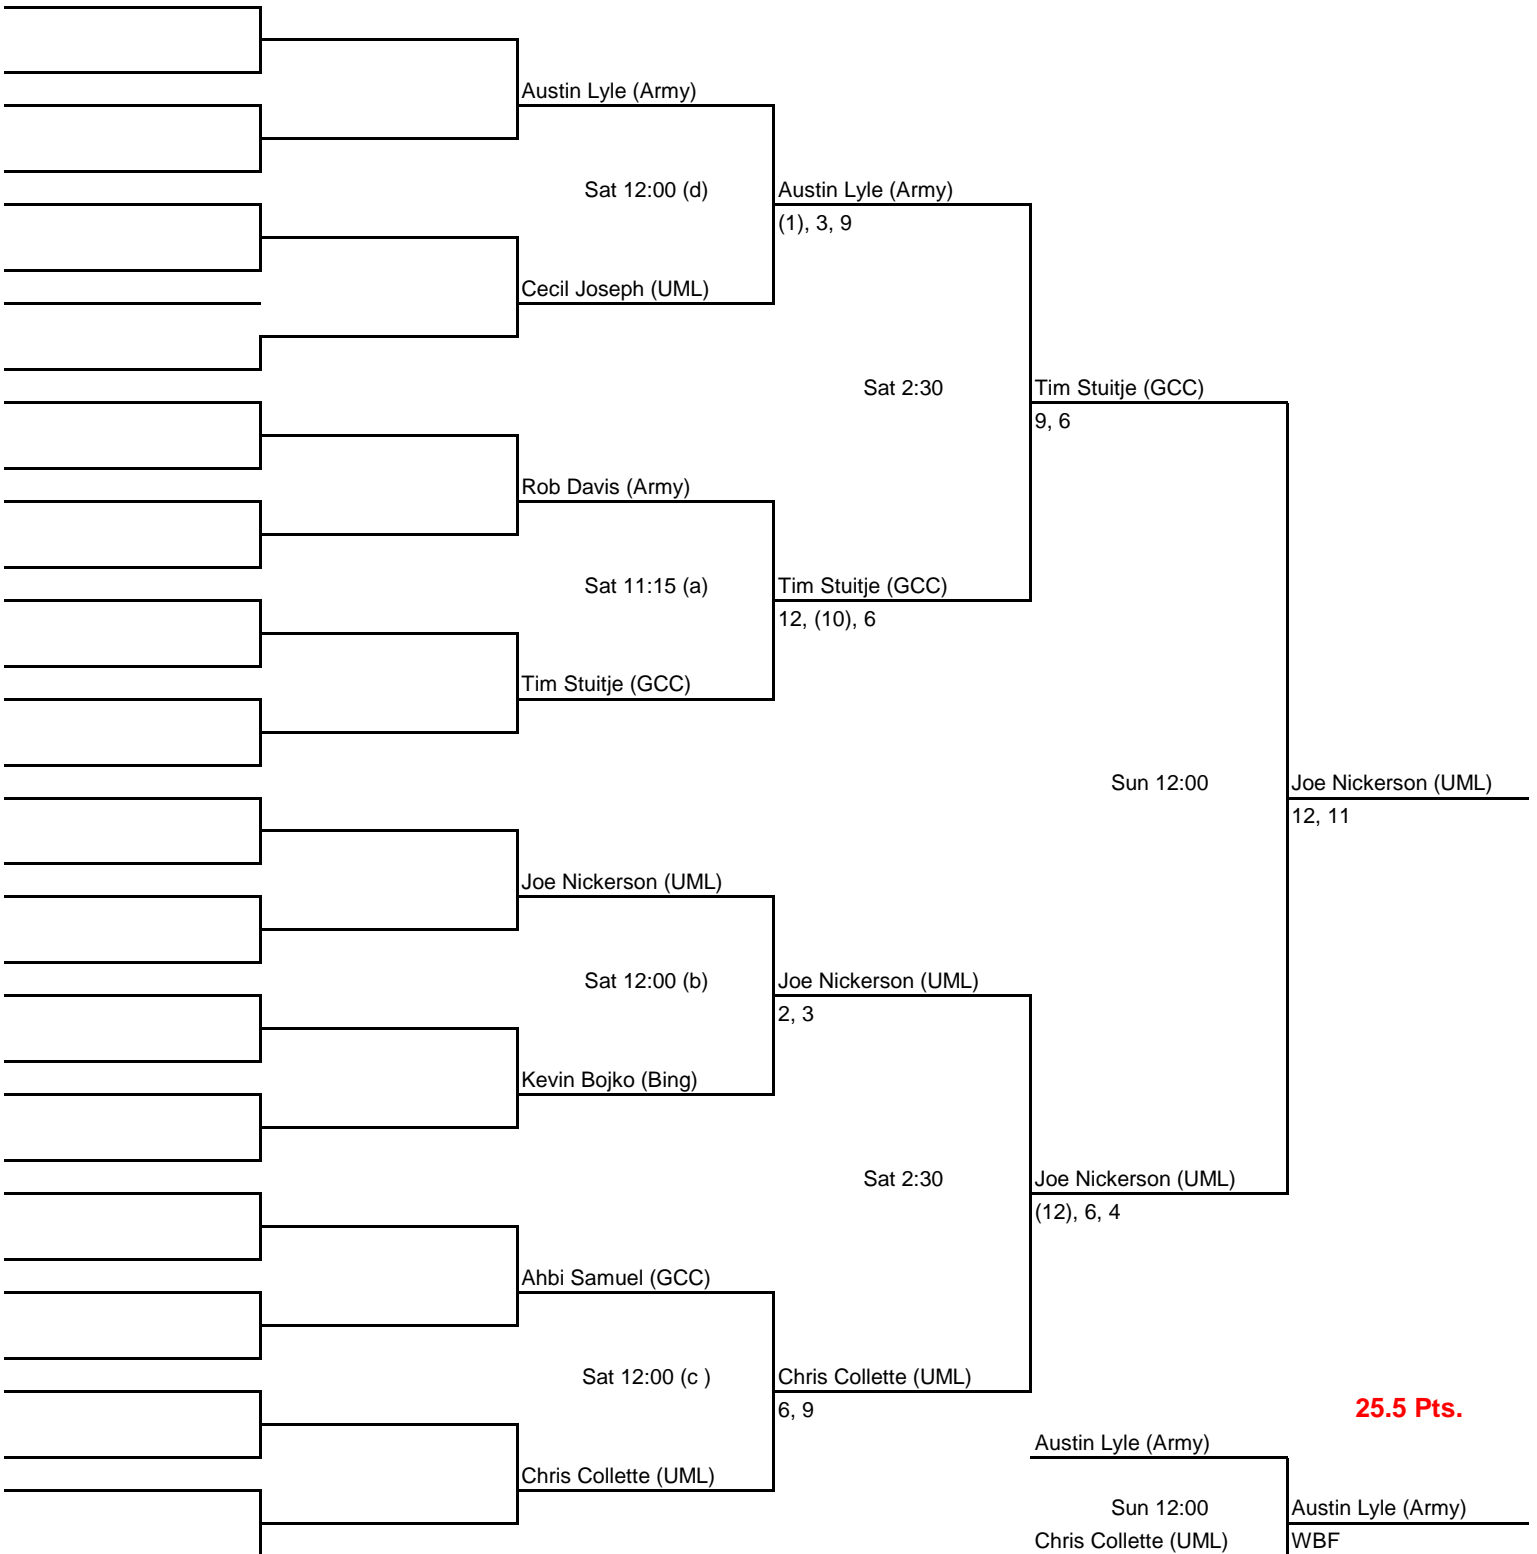 Austin Lyle (Army)
Sat 12:00 (d)
Austin Lyle (Army)
(1), 3, 9
Cecil Joseph (UML)
Sat 2:30
Tim Stuitje (GCC)
9, 6
Rob Davis (Army)
Sat 11:15 (a)
Tim Stuitje (GCC)
12, (10), 6
Tim Stuitje (GCC)
Sun 12:00
Joe Nickerson (UML)
12, 11
Joe Nickerson (UML)
Sat 12:00 (b)
Joe Nickerson (UML)
2, 3
Kevin Bojko (Bing)
Sat 2:30
Joe Nickerson (UML)
(12), 6, 4
Ahbi Samuel (GCC)
Sat 12:00 (c )
Chris Collette (UML)
6, 9
25.5 Pts.
Austin Lyle (Army)
Chris Collette (UML)
Sun 12:00
Austin Lyle (Army)
Chris Collette (UML)
WBF